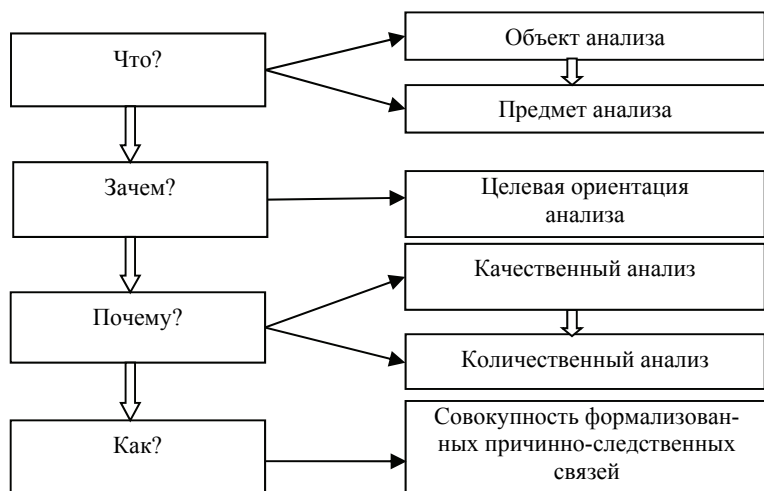 Что?
Объект анализа
Предмет анализа
Зачем?
Целевая ориентация
анализа
Почему?
Качественный анализ
Количественный анализ
Как?
Совокупность формализован-
ных причинно-следственных
связей